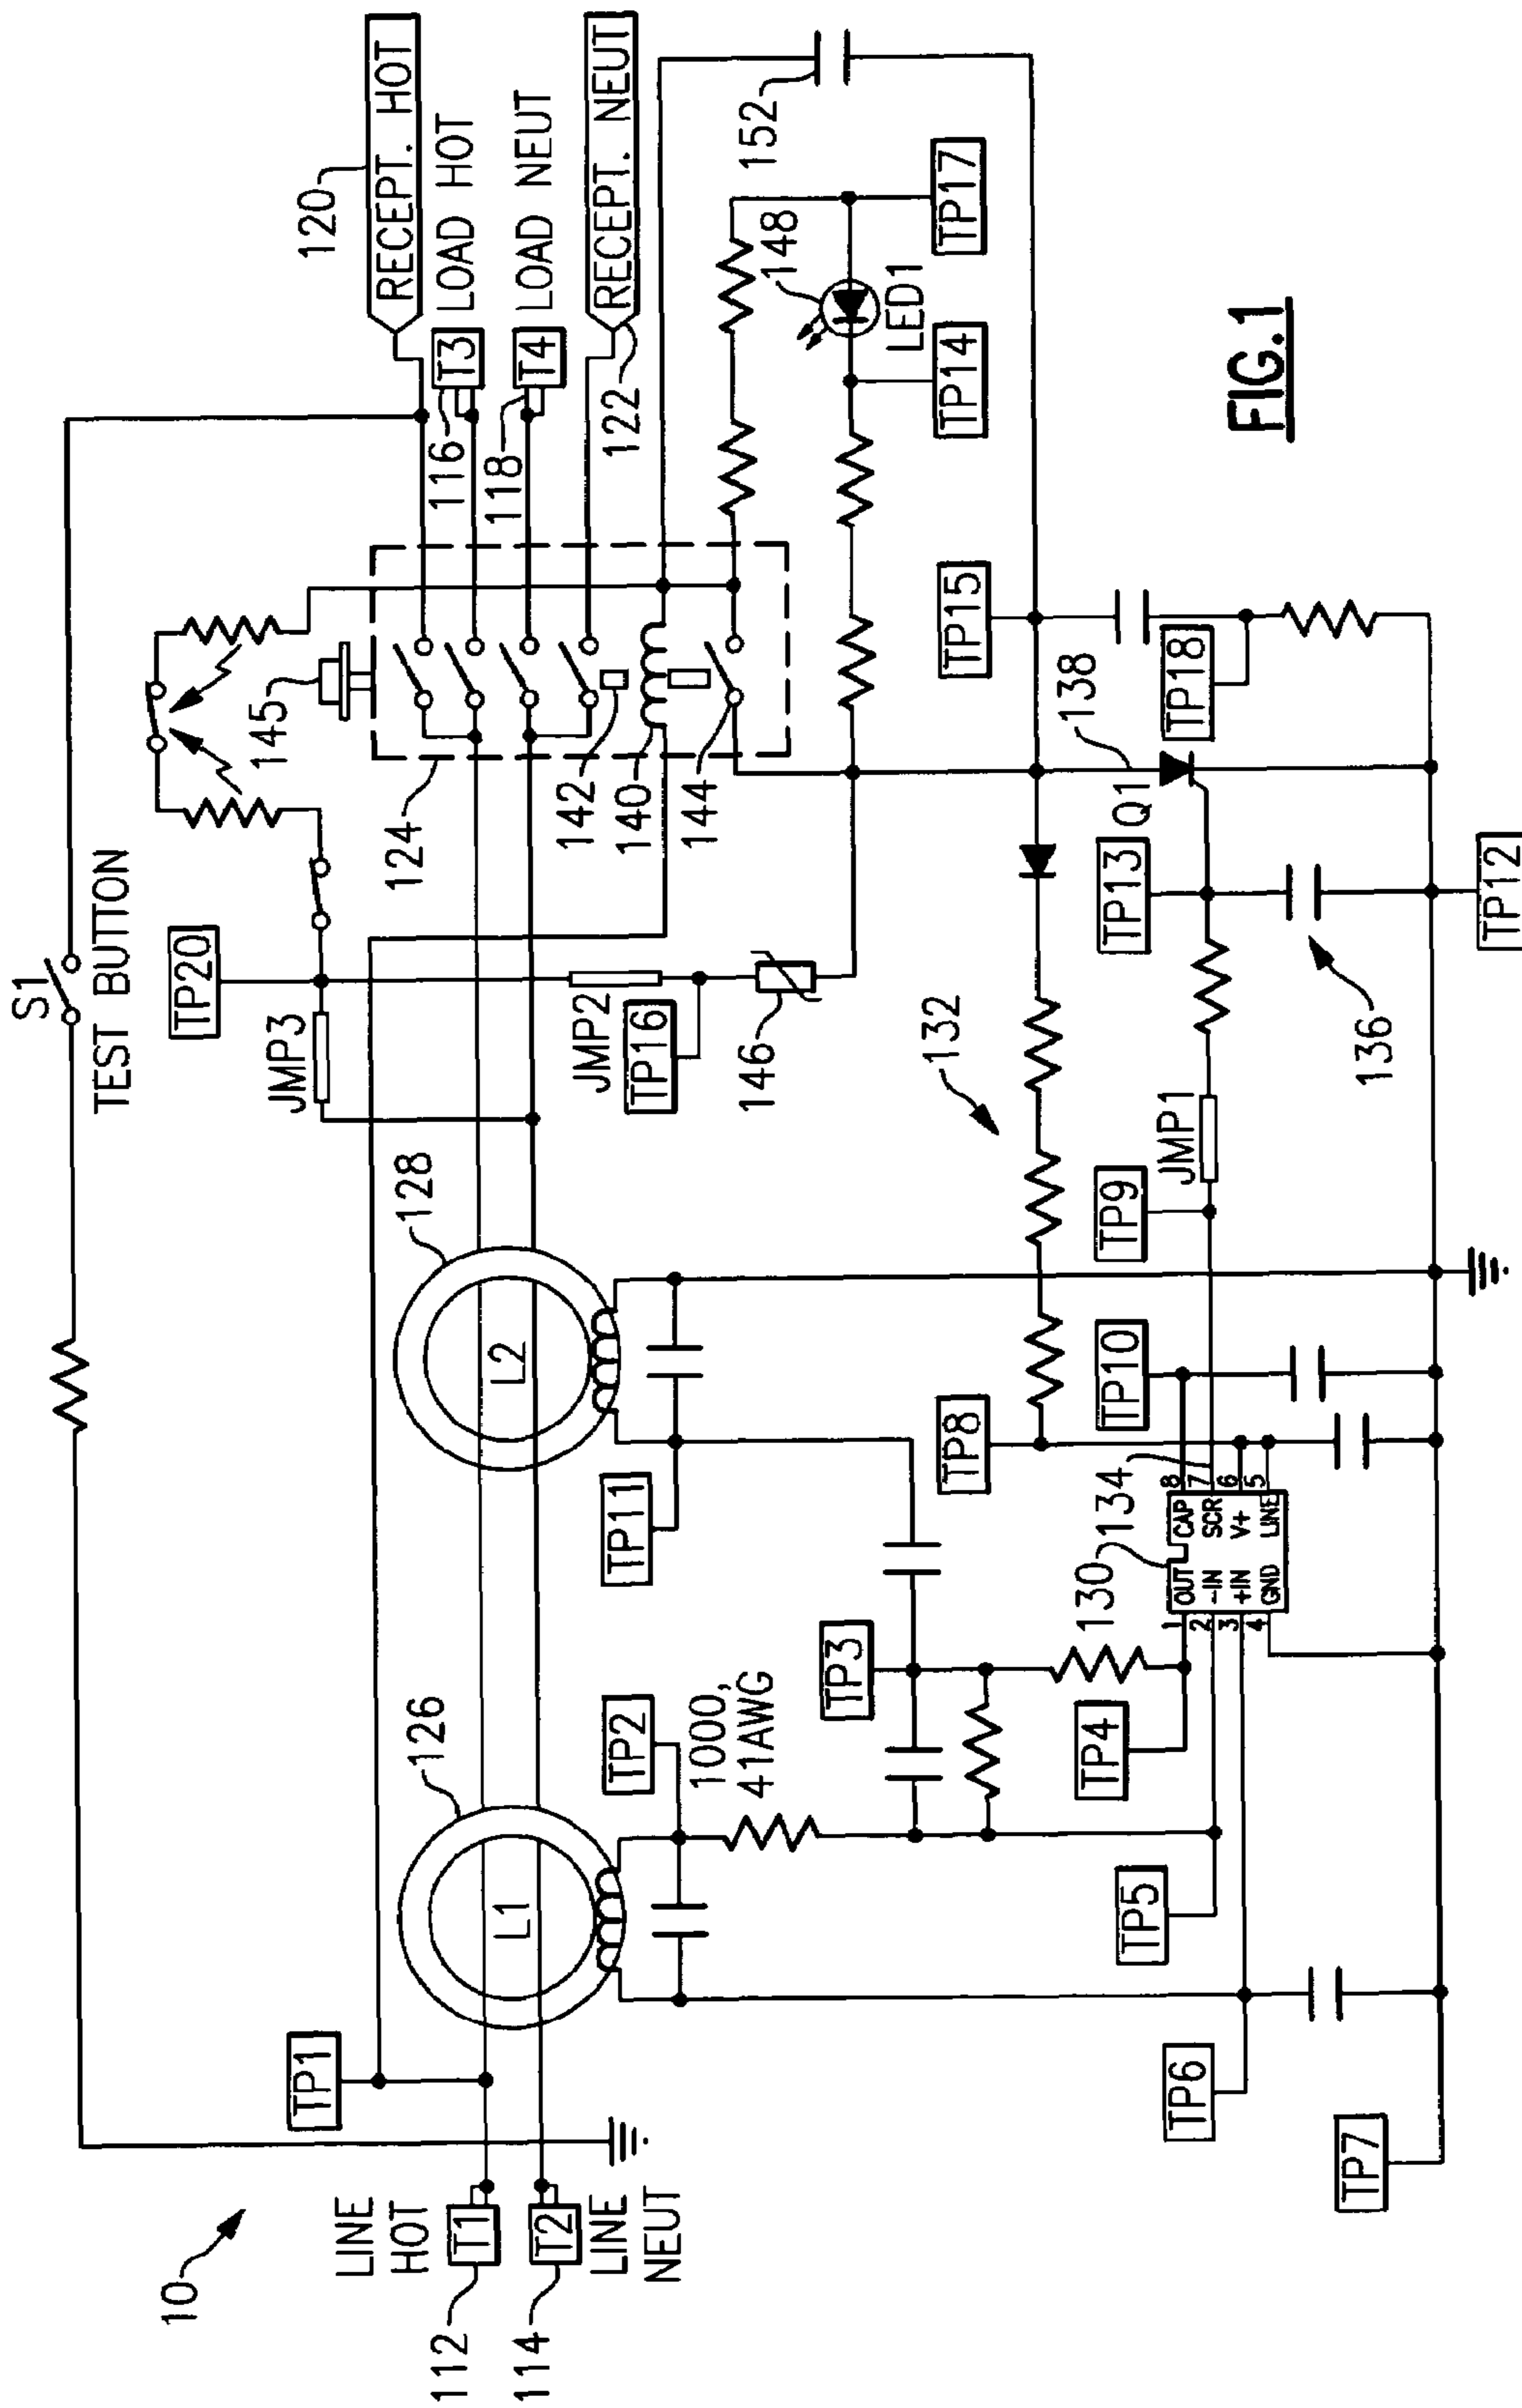 10
LINE
HOT
T1
112
T2
114
LINE
NEUT
TP1
S1
TEST BUTTON
126
L1
128
L2
TP20
JMP3
JMP2
TP16
146
145
124
142
140
144
120
RECEPT. HOT
LOAD HOT
T3
116
LOAD NEUT
T4
118
RECEPT. NEUT
122
152
148
LED1
TP17
TP14
TP2
1000,
41AWG
TP11
TP3
TP4
TP5
TP6
TP7
130
134
1 OUT CAP 8
2 -IN SCR 7
3 +IN V+ 6
4 GND LINE 5
TP8
TP10
TP9
JMP1
132
136
TP13
TP12
Q1
138
TP15
TP18
FIG.1